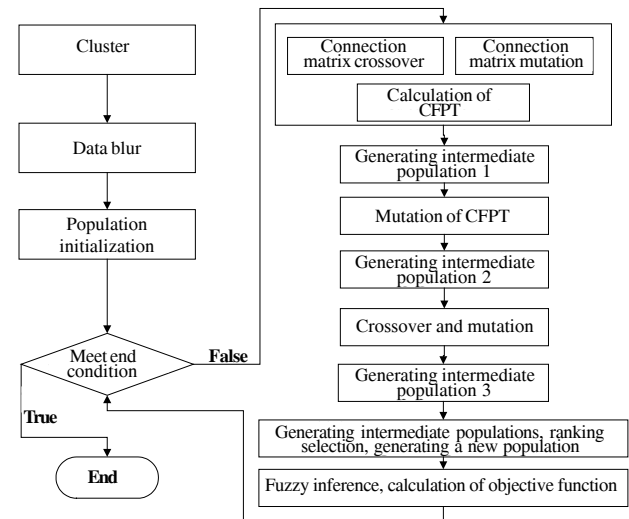 Cluster
Data blur
Population
initialization
Meet end
condition
False
True
End
Connection
matrix crossover
Connection
matrix mutation
Calculation of
CFPT
Generating intermediate
population 1
Mutation of CFPT
Generating intermediate
population 2
Crossover and mutation
Generating intermediate
population 3
Generating intermediate populations, ranking
selection, generating a new population
Fuzzy inference, calculation of objective function